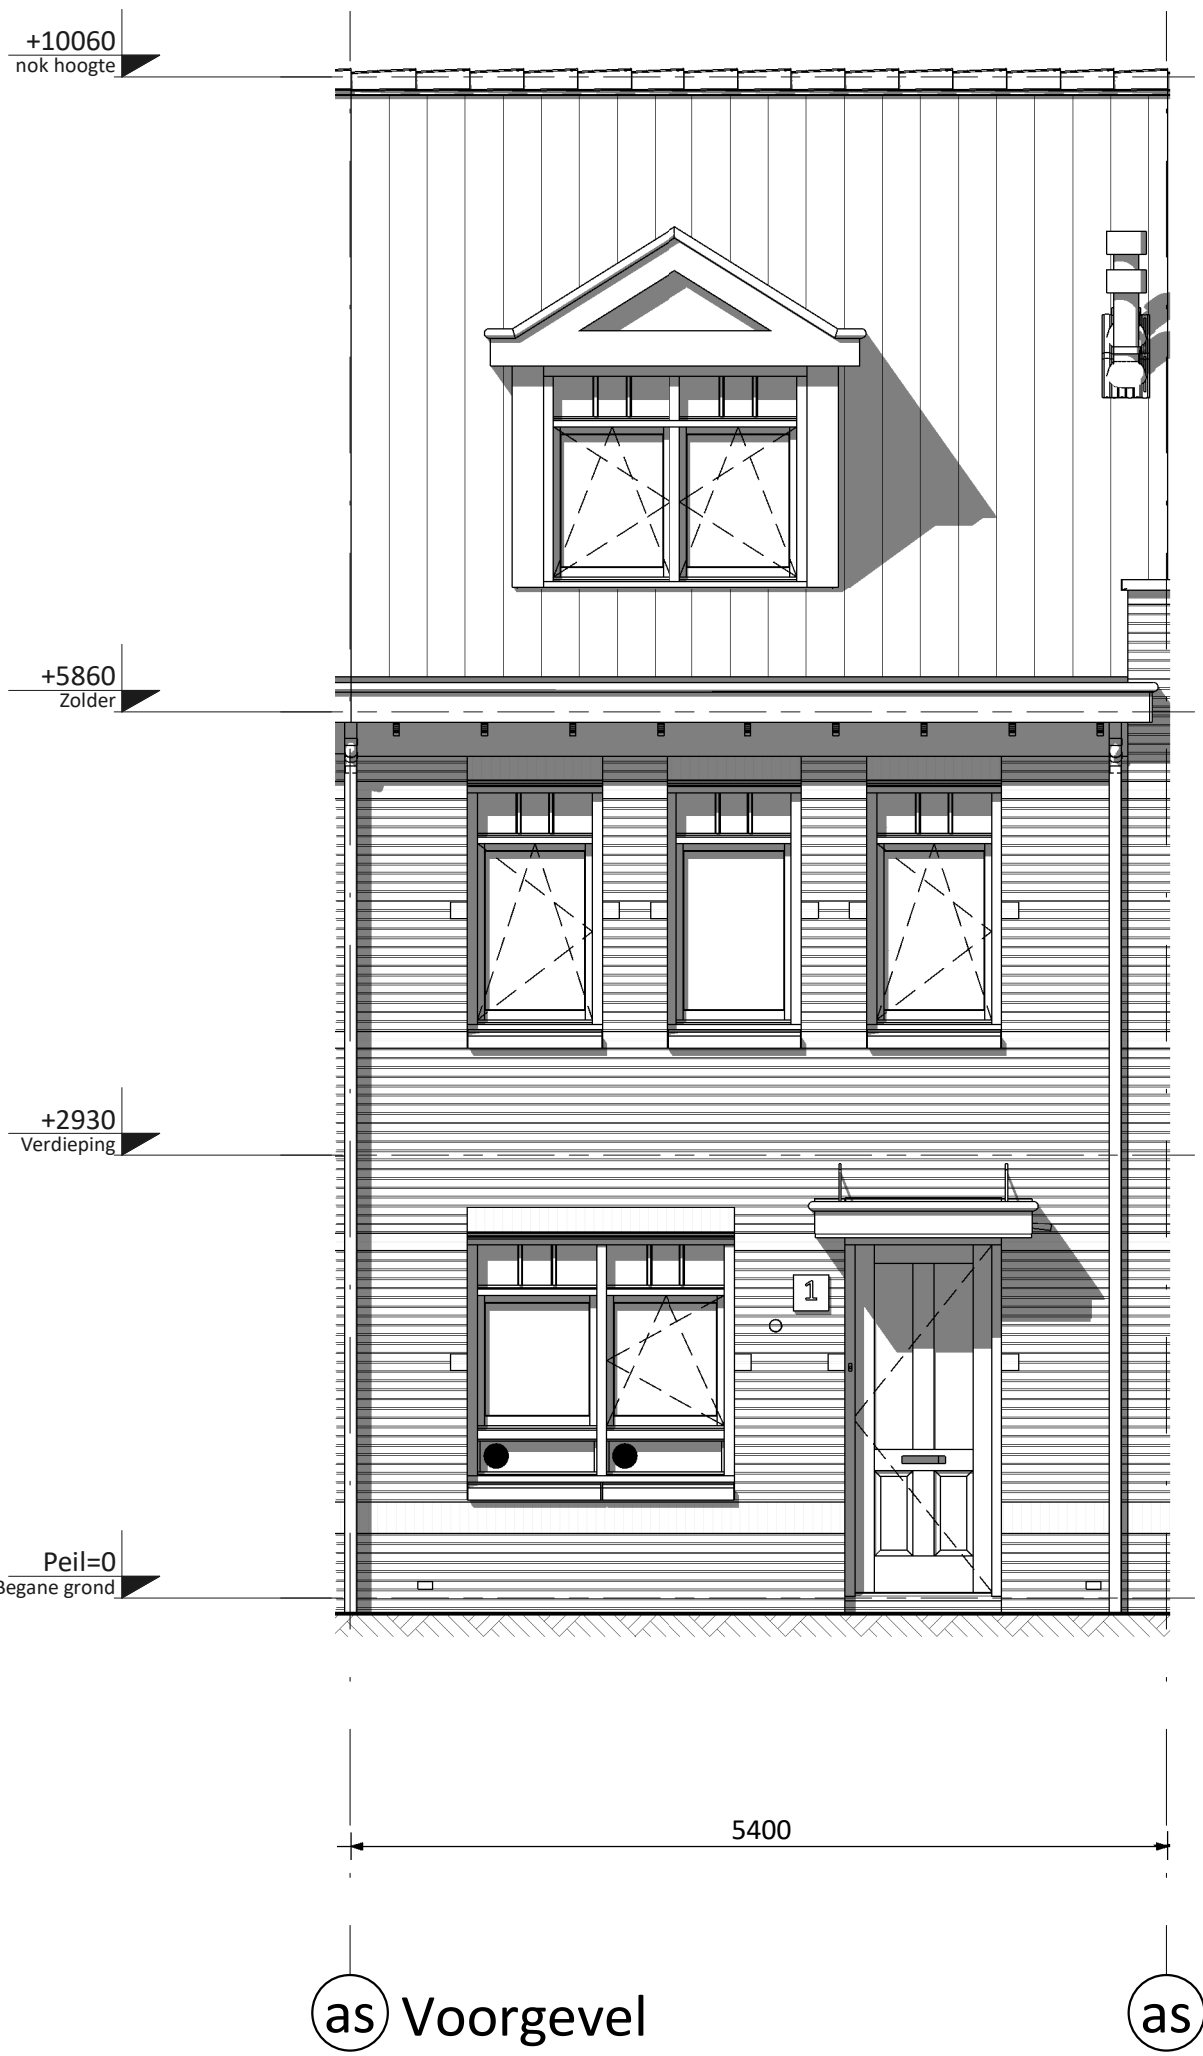 +10060
nok hoogte
+5860
Zolder
+2930
Verdieping
1
Peil=0
Begane grond
5400
as Voorgevel as